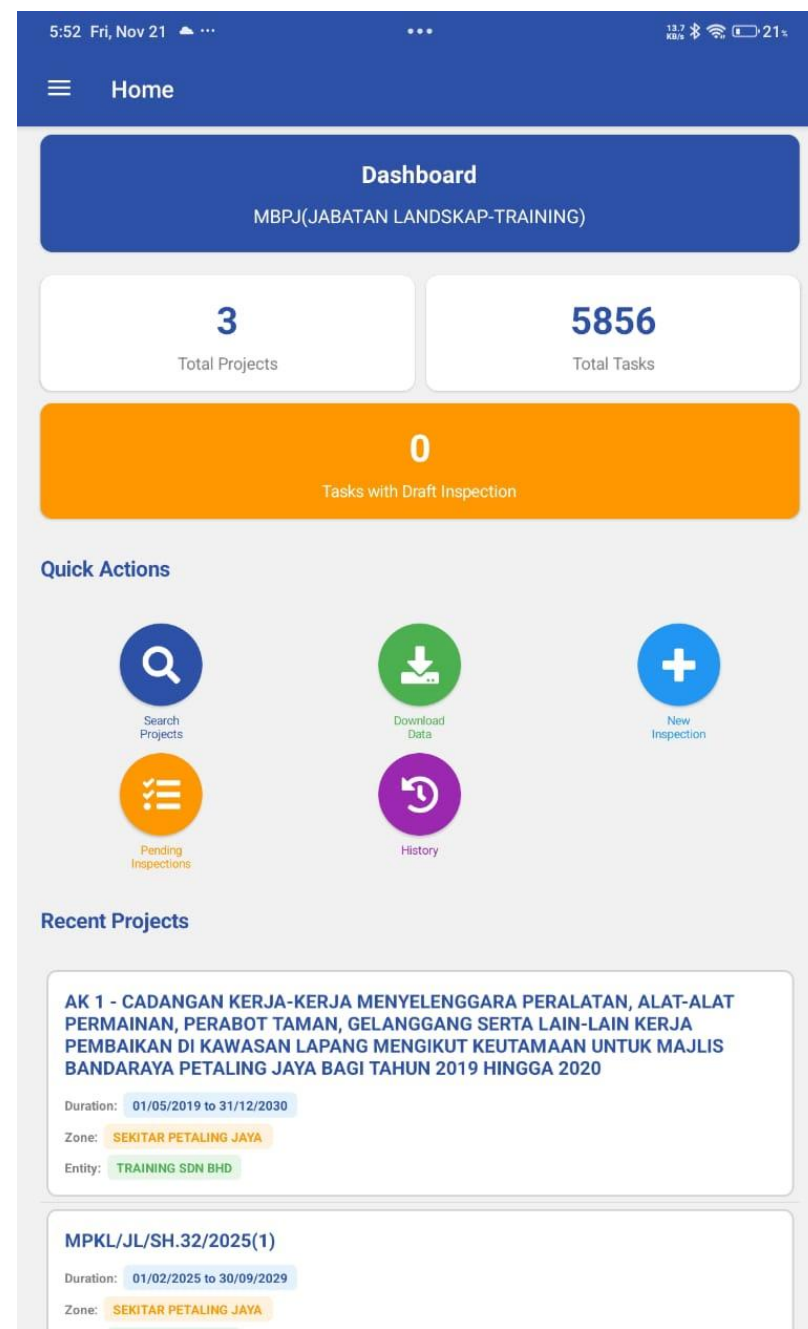 5:52 Fri, Nov 21 ...
...
13.7 KB/s 21%
Home
Dashboard
MBPJ(JABATAN LANDSKAP-TRAINING)
3
Total Projects
5856
Total Tasks
0
Tasks with Draft Inspection
Quick Actions
Search
Projects
Download
Data
New
Inspection
Pending
Inspections
History
Recent Projects
AK 1 - CADANGAN KERJA-KERJA MENYELENGGARA PERALATAN, ALAT-ALAT
PERMAINAN, PERABOT TAMAN, GELANGGANG SERTA LAIN-LAIN KERJA
PEMBAIKAN DI KAWASAN LAPANG MENGIKUT KEUTAMAAN UNTUK MAJLIS
BANDARAYA PETALING JAYA BAGI TAHUN 2019 HINGGA 2020
Duration: 01/05/2019 to 31/12/2030
Zone: SEKITAR PETALING JAYA
Entity: TRAINING SDN BHD
MPKL/JL/SH.32/2025(1)
Duration: 01/02/2025 to 30/09/2029
Zone: SEKITAR PETALING JAYA